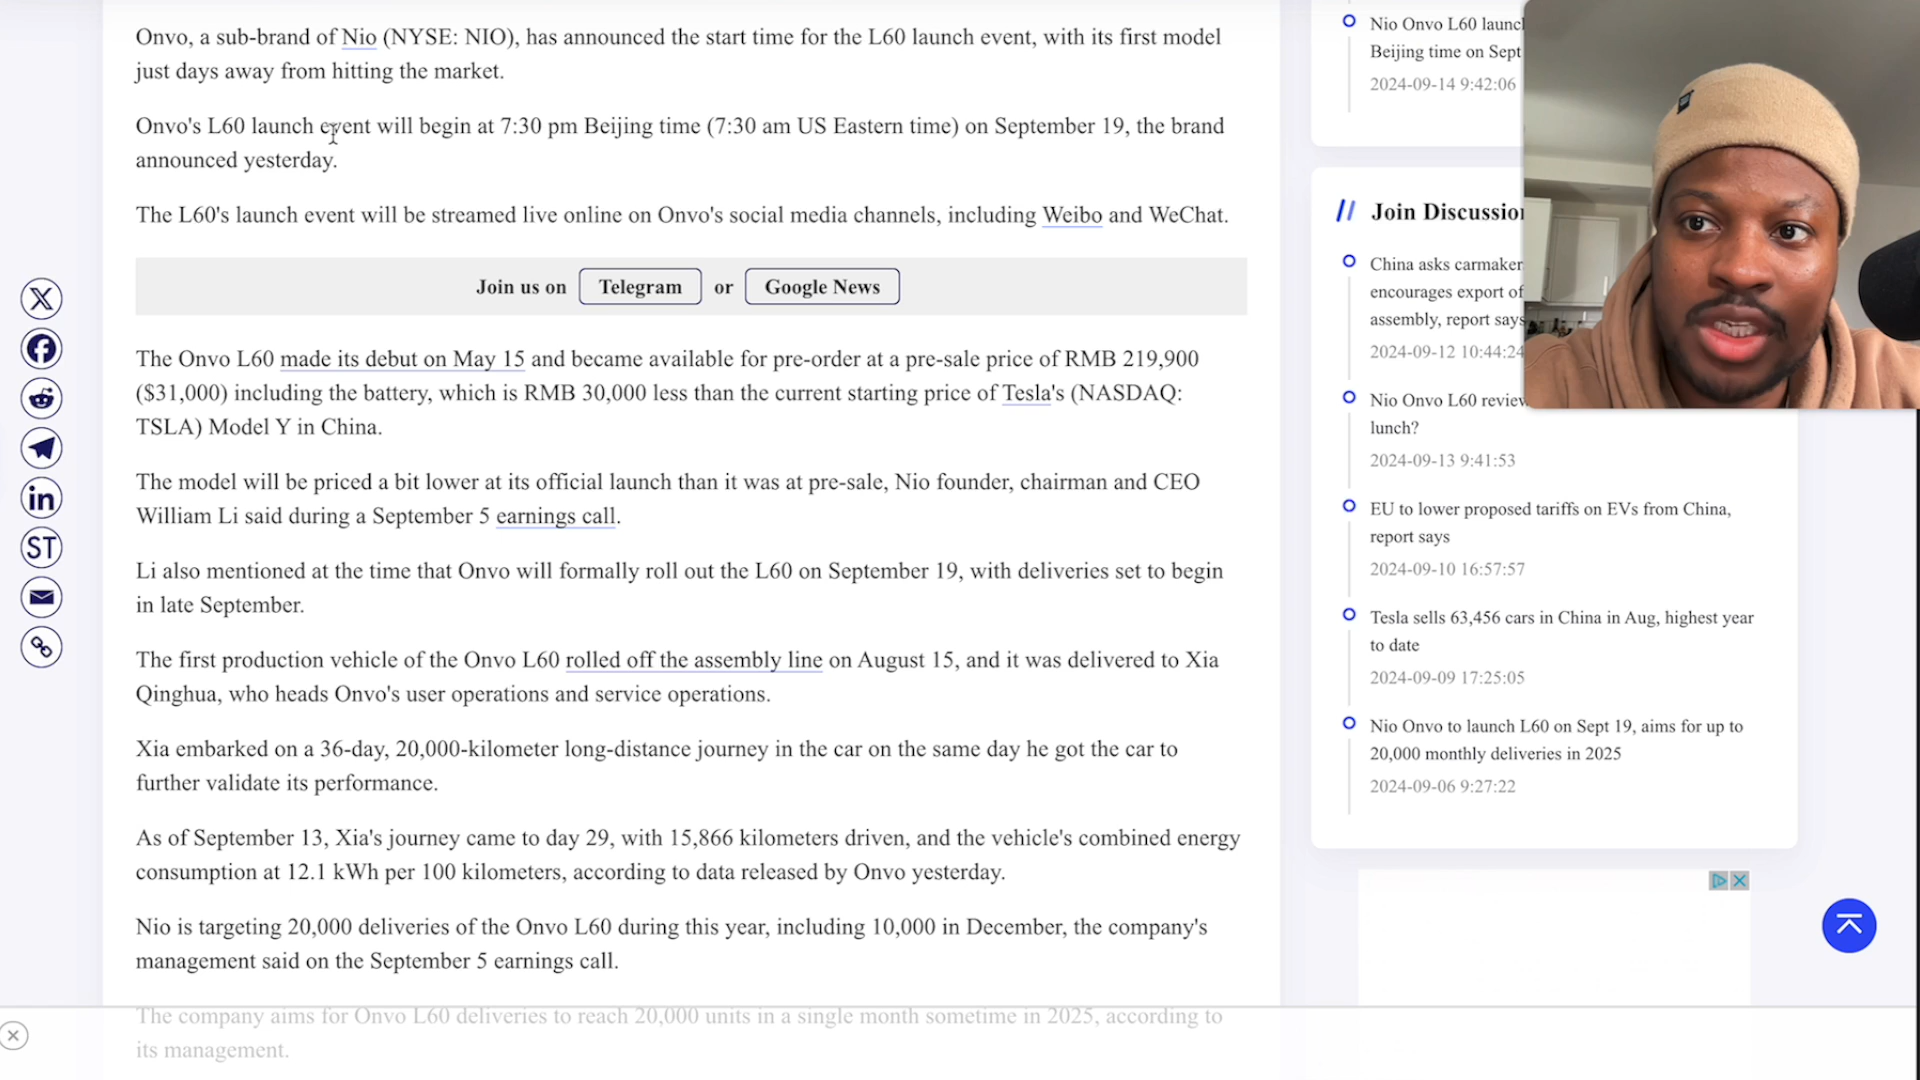 Onvo, a sub-brand of Nio (NYSE: NIO), has announced the start time for the L60 launch event, with its first model
just days away from hitting the market.
Onvo's L60 launch event will begin at 7:30 pm Beijing time (7:30 am US Eastern time) on September 19, the brand
announced yesterday.
The L60's launch event will be streamed live online on Onvo's social media channels, including Weibo and WeChat.
Join us on Telegram or Google News
The Onvo L60 made its debut on May 15 and became available for pre-order at a pre-sale price of RMB 219,900
($31,000) including the battery, which is RMB 30,000 less than the current starting price of Tesla's (NASDAQ:
TSLA) Model Y in China.
The model will be priced a bit lower at its official launch than it was at pre-sale, Nio founder, chairman and CEO
William Li said during a September 5 earnings call.
Li also mentioned at the time that Onvo will formally roll out the L60 on September 19, with deliveries set to begin
in late September.
The first production vehicle of the Onvo L60 rolled off the assembly line on August 15, and it was delivered to Xia
Qinghua, who heads Onvo's user operations and service operations.
Xia embarked on a 36-day, 20,000-kilometer long-distance journey in the car on the same day he got the car to
further validate its performance.
As of September 13, Xia's journey came to day 29, with 15,866 kilometers driven, and the vehicle's combined energy
consumption at 12.1 kWh per 100 kilometers, according to data released by Onvo yesterday.
Nio is targeting 20,000 deliveries of the Onvo L60 during this year, including 10,000 in December, the company's
management said on the September 5 earnings call.
The company aims for Onvo L60 deliveries to reach 20,000 units in a single month sometime in 2025, according to
its management.
in
ST
Nio Onvo L60
Beijing time on Sept
2024-09-14 9:42:06
// Join
China asks
encourages export of
assembly, report says
2024-09-12 10:44:24
Nio Onvo L60
lunch?
2024-09-13 9:41:53
EU to lower proposed tariffs on EVs from China,
report says
2024-09-10 16:57:57
Tesla sells 63,456 cars in China in Aug, highest year
to date
2024-09-09 17:25:05
Nio Onvo to launch L60 on Sept 19, aims for up to
20,000 monthly deliveries in 2025
2024-09-06 9:27:22